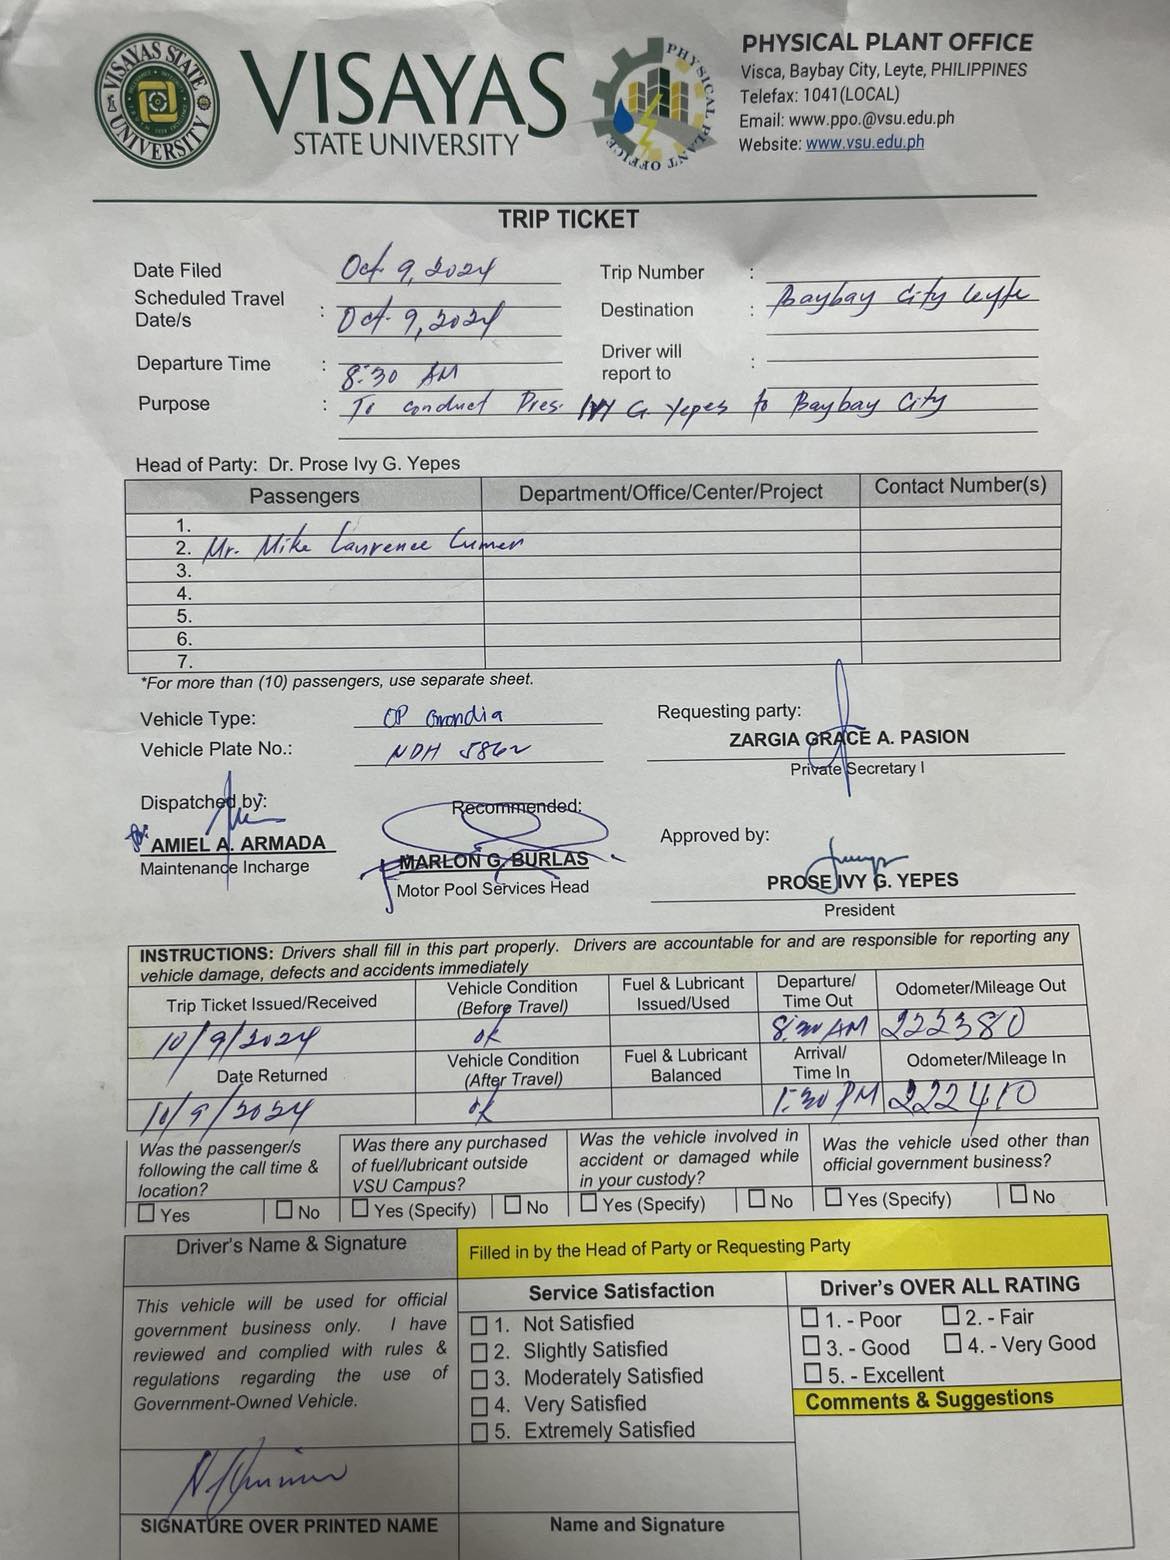 VISAYAS STATE UNIVERSITY
VISAYAS
STATE UNIVERSITY
PHYSICAL PLANT OFFICE
PHYSICAL PLANT OFFICE
Visca, Baybay City, Leyte, PHILIPPINES
Telefax: 1041(LOCAL)
Email: www.ppo.@vsu.edu.ph
Website: www.vsu.edu.ph
TRIP TICKET
Date Filed Oct. 9, 2024 Trip Number :
Scheduled Travel Date/s : Oct. 9, 2024 Destination : Baybay City Leyte
Departure Time : 8:30 AM Driver will report to :
Purpose : To conduct Pres. Ivy G. Yepes to Baybay City
Head of Party: Dr. Prose Ivy G. Yepes
Passengers Department/Office/Center/Project Contact Number(s)
1.
2. Mr. Mike Laurence Lumen
3.
4.
5.
6.
7.
*For more than (10) passengers, use separate sheet.
Vehicle Type: OP Grandia
Vehicle Plate No.: NDH 5862
Requesting party:
ZARGIA GRACE A. PASION
Private Secretary I
Dispatched by:
AMIEL A. ARMADA
Maintenance Incharge
Recommended:
MARLON G. BURLAS
Motor Pool Services Head
Approved by:
PROSE IVY G. YEPES
President
INSTRUCTIONS: Drivers shall fill in this part properly. Drivers are accountable for and are responsible for reporting any
vehicle damage, defects and accidents immediately
Trip Ticket Issued/Received Vehicle Condition (Before Travel) Fuel & Lubricant Issued/Used Departure/ Time Out Odometer/Mileage Out
10/9/2024 ok 8:30 AM 222380
Date Returned Vehicle Condition (After Travel) Fuel & Lubricant Balanced Arrival/ Time In Odometer/Mileage In
10/9/2024 ok 1:30 PM 222410
Was the passenger/s following the call time & location?
Yes No
Was there any purchased of fuel/lubricant outside VSU Campus?
Yes (Specify) No
Was the vehicle involved in accident or damaged while in your custody?
Yes (Specify) No
Was the vehicle used other than official government business?
Yes (Specify) No
Driver's Name & Signature
Filled in by the Head of Party or Requesting Party
This vehicle will be used for official
government business only. I have
reviewed and complied with rules &
regulations regarding the use of
Government-Owned Vehicle.
SIGNATURE OVER PRINTED NAME
Service Satisfaction
1. Not Satisfied
2. Slightly Satisfied
3. Moderately Satisfied
4. Very Satisfied
5. Extremely Satisfied
Name and Signature
Driver's OVER ALL RATING
1. - Poor 2. - Fair
3. - Good 4. - Very Good
5. - Excellent
Comments & Suggestions